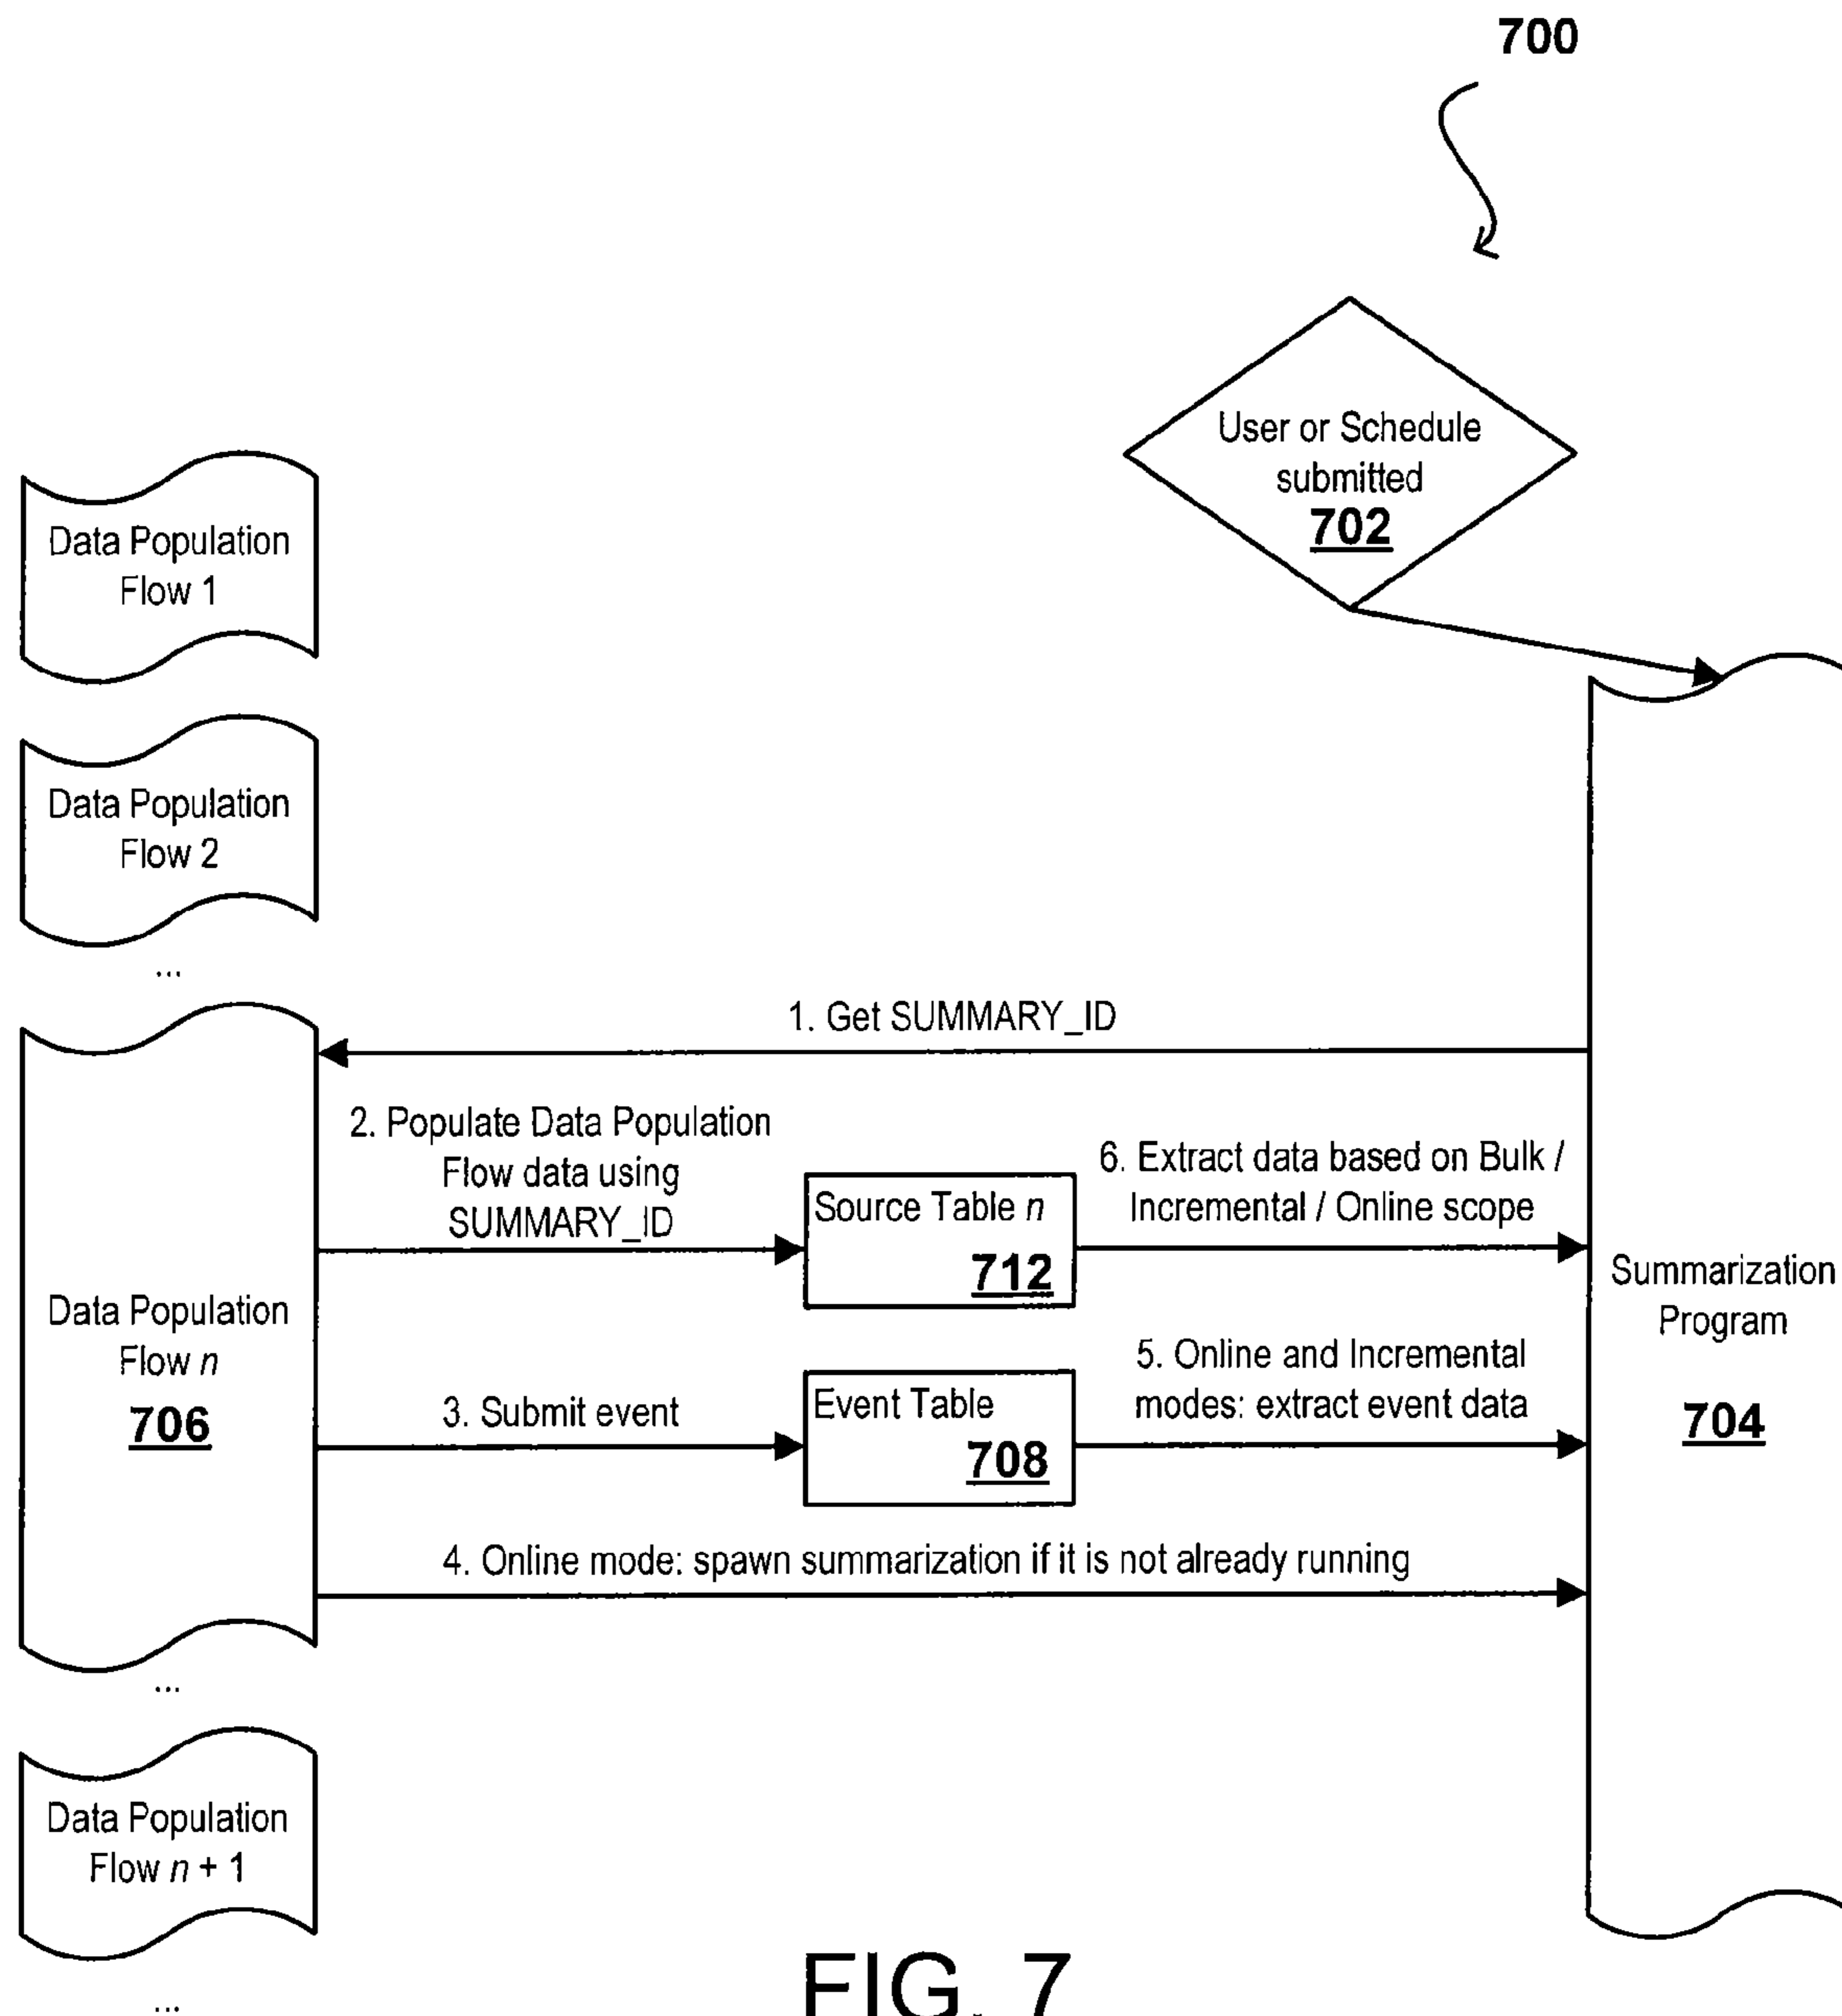 700
User or Schedule
submitted
702
Data Population
Flow 1
Data Population
Flow 2
...
1. Get SUMMARY_ID
2. Populate Data Population
Flow data using
SUMMARY_ID
6. Extract data based on Bulk /
Incremental / Online scope
Source Table n
712
Data Population
Flow n
706
Summarization
Program
704
3. Submit event
Event Table
708
5. Online and Incremental
modes: extract event data
4. Online mode: spawn summarization if it is not already running
...
Data Population
Flow n + 1
...
FIG. 7